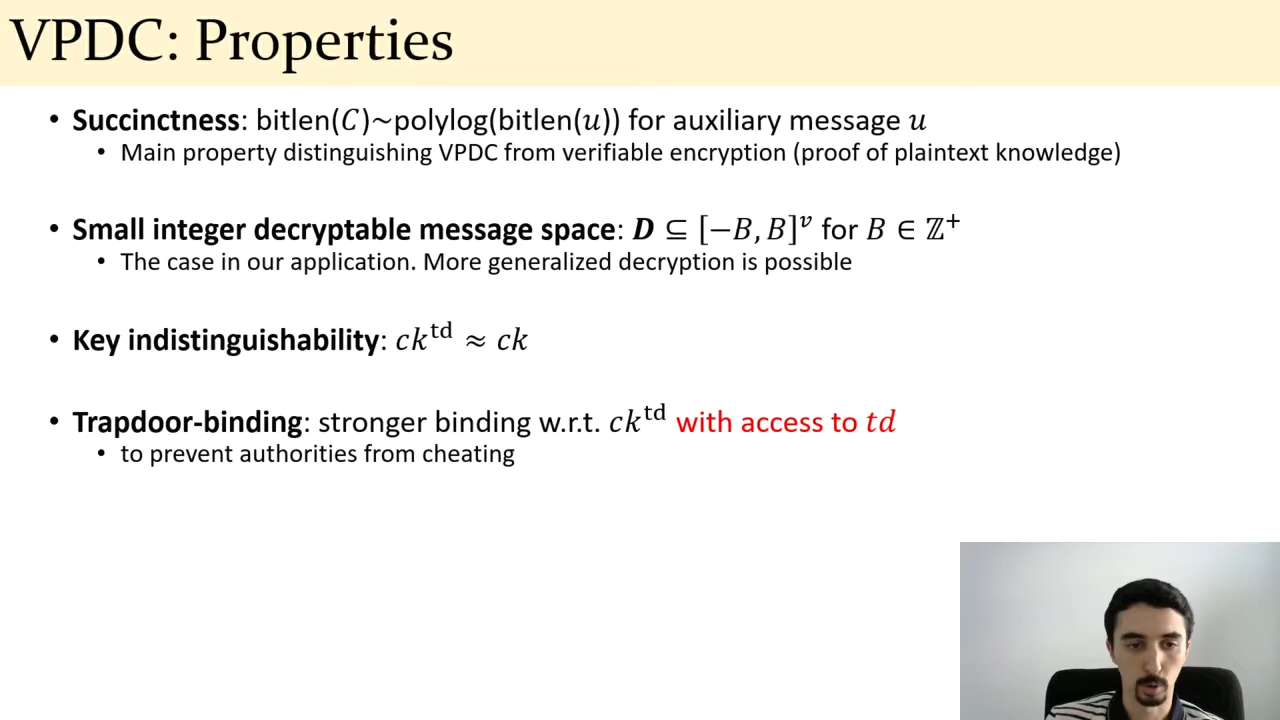 VPDC: Properties
• Succinctness: bitlen(𝐶)~polylog(bitlen(𝑢)) for auxiliary message 𝑢
• Main property distinguishing VPDC from verifiable encryption (proof of plaintext knowledge)
• Small integer decryptable message space: 𝑫 ⊆ [−𝐵, 𝐵]^𝑣 for 𝐵 ∈ ℤ⁺
• The case in our application. More generalized decryption is possible
• Key indistinguishability: 𝑐𝑘^td ≈ 𝑐𝑘
• Trapdoor-binding: stronger binding w.r.t. 𝑐𝑘^td with access to 𝑡𝑑
• to prevent authorities from cheating